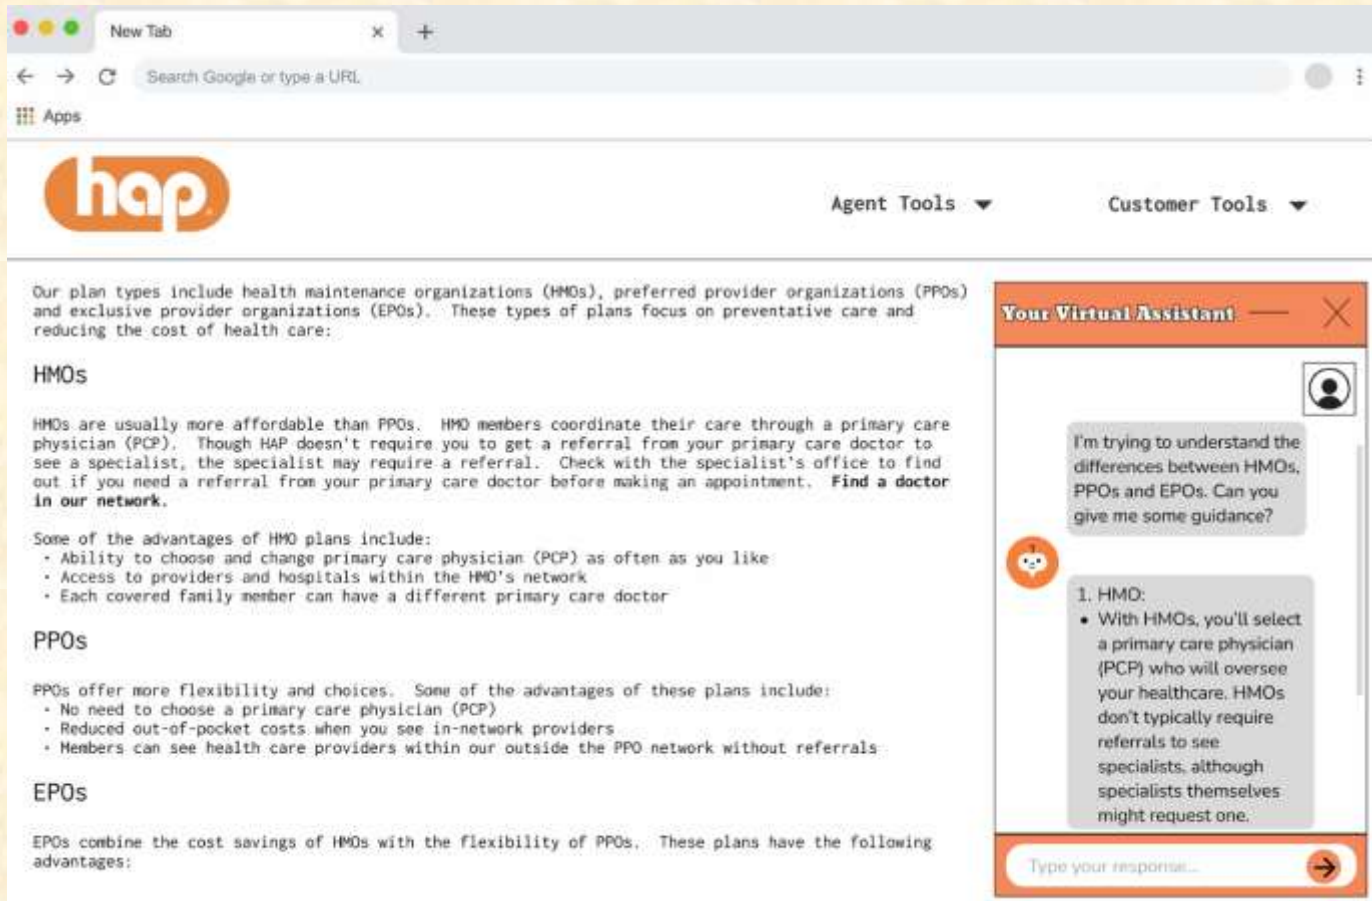 New Tab
Search Google or type a URL
Apps
hap
Agent Tools
Customer Tools
Our plan types include health maintenance organizations (HMOs), preferred provider organizations (PPOs)
and exclusive provider organizations (EPOs). These types of plans focus on preventative care and
reducing the cost of health care:
HMOs
HMOs are usually more affordable than PPOs. HMO members coordinate their care through a primary care
physician (PCP). Though HAP doesn't require you to get a referral from your primary care doctor to
see a specialist, the specialist may require a referral. Check with the specialist's office to find
out if you need a referral from your primary care doctor before making an appointment. Find a doctor
in our network.
Some of the advantages of HMO plans include:
· Ability to choose and change primary care physician (PCP) as often as you like
· Access to providers and hospitals within the HMO's network
· Each covered family member can have a different primary care doctor
PPOs
PPOs offer more flexibility and choices. Some of the advantages of these plans include:
· No need to choose a primary care physician (PCP)
· Reduced out-of-pocket costs when you see in-network providers
· Members can see health care providers within our outside the PPO network without referrals
EPOs
EPOs combine the cost savings of HMOs with the flexibility of PPOs. These plans have the following
advantages:
Your Virtual Assistant
I'm trying to understand the
differences between HMOs,
PPOs and EPOs. Can you
give me some guidance?
1. HMO:
• With HMOs, you'll select
a primary care physician
(PCP) who will oversee
your healthcare. HMOs
don't typically require
referrals to see
specialists, although
specialists themselves
might request one.
Type your response...